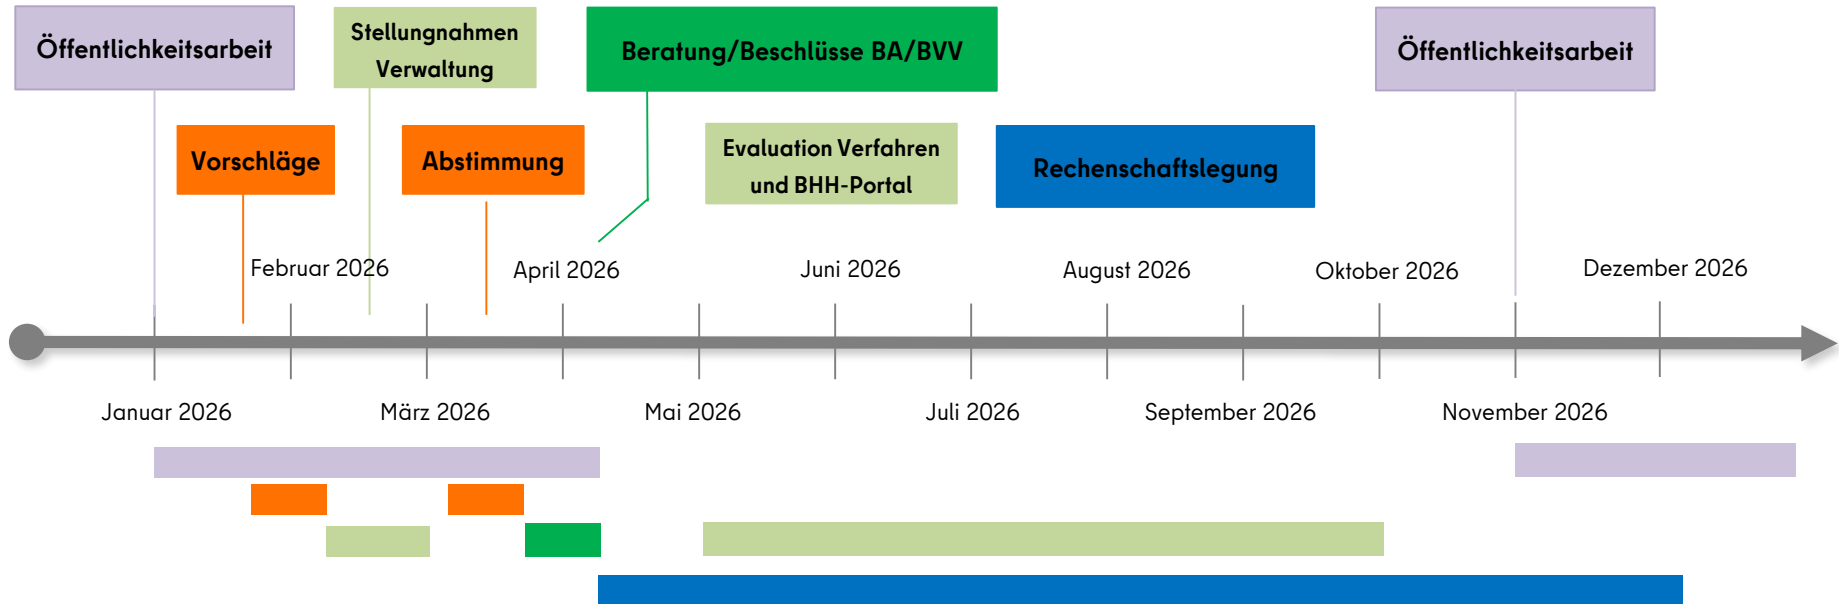 Öffentlichkeitsarbeit
Stellungnahmen
Verwaltung
Beratung/Beschlüsse BA/BVV
Öffentlichkeitsarbeit
Vorschläge
Abstimmung
Evaluation Verfahren
und BHH-Portal
Rechenschaftslegung
Februar 2026
April 2026
Juni 2026
August 2026
Oktober 2026
Dezember 2026
Januar 2026
März 2026
Mai 2026
Juli 2026
September 2026
November 2026